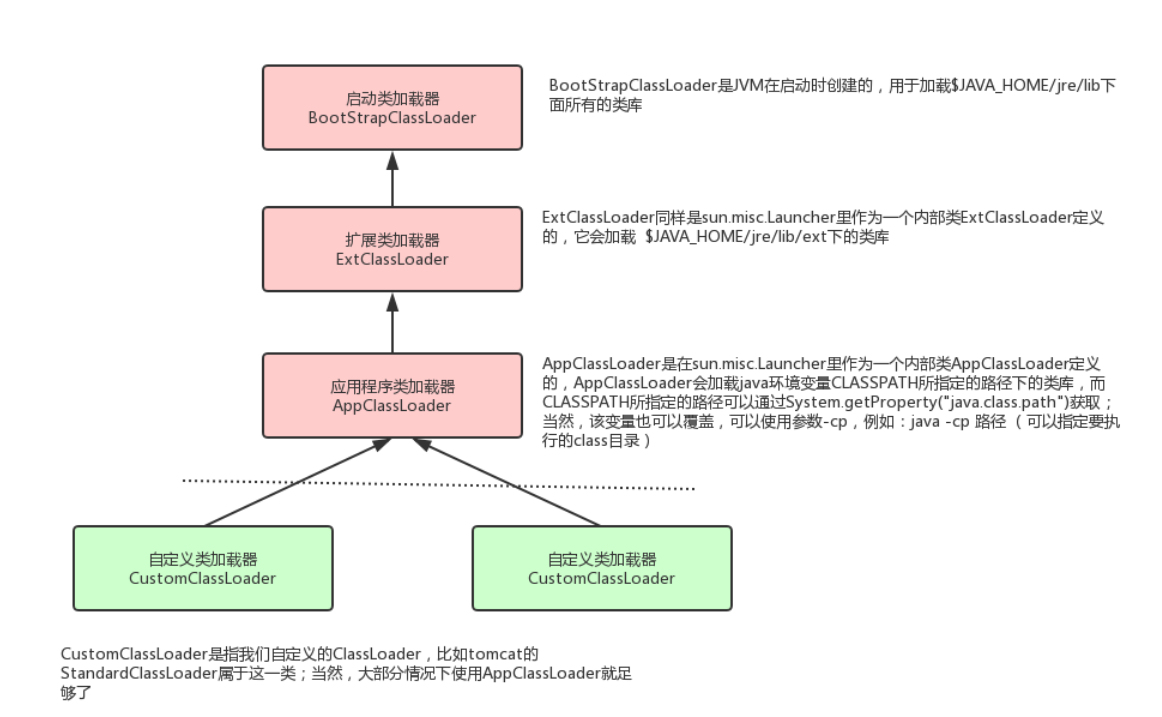 启动类加载器
BootStrapClassLoader
BootStrapClassLoader是JVM在启动时创建的，用于加载$JAVA_HOME/jre/lib下
面所有的类库
扩展类加载器
ExtClassLoader
ExtClassLoader同样是sun.misc.Launcher里作为一个内部类ExtClassLoader定义
的，它会加载 $JAVA_HOME/jre/lib/ext下的类库
应用程序类加载器
AppClassLoader
AppClassLoader是在sun.misc.Launcher里作为一个内部类AppClassLoader定义
的，AppClassLoader会加载java环境变量CLASSPATH所指定的路径下的类库，而
CLASSPATH所指定的路径可以通过System.getProperty("java.class.path")获取；
当然，该变量也可以覆盖，可以使用参数-cp，例如：java -cp 路径 （可以指定要执
行的class目录）
自定义类加载器
CustomClassLoader
自定义类加载器
CustomClassLoader
CustomClassLoader是指我们自定义的ClassLoader，比如tomcat的
StandardClassLoader属于这一类；当然，大部分情况下使用AppClassLoader就足
够了